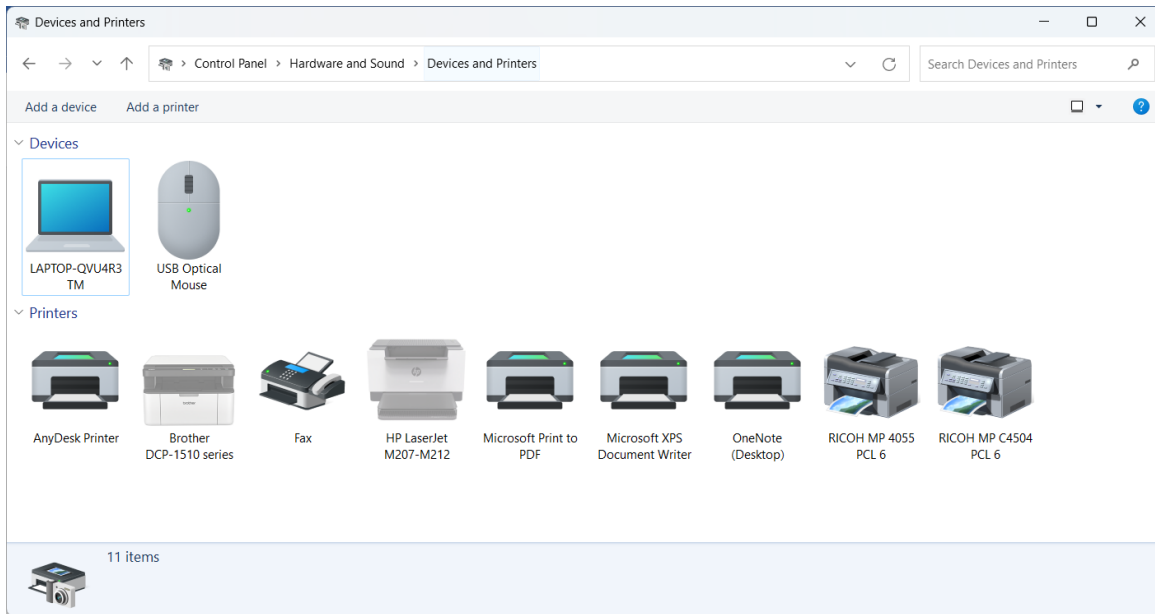 Devices and Printers
Control Panel > Hardware and Sound > Devices and Printers
Search Devices and Printers
Add a device
Add a printer
?
Devices
LAPTOP-QVU4R3
TM
USB Optical
Mouse
Printers
AnyDesk Printer
Brother
DCP-1510 series
Fax
HP LaserJet
M207-M212
Microsoft Print to
PDF
Microsoft XPS
Document Writer
OneNote
(Desktop)
RICOH MP 4055
PCL 6
RICOH MP C4504
PCL 6
11 items